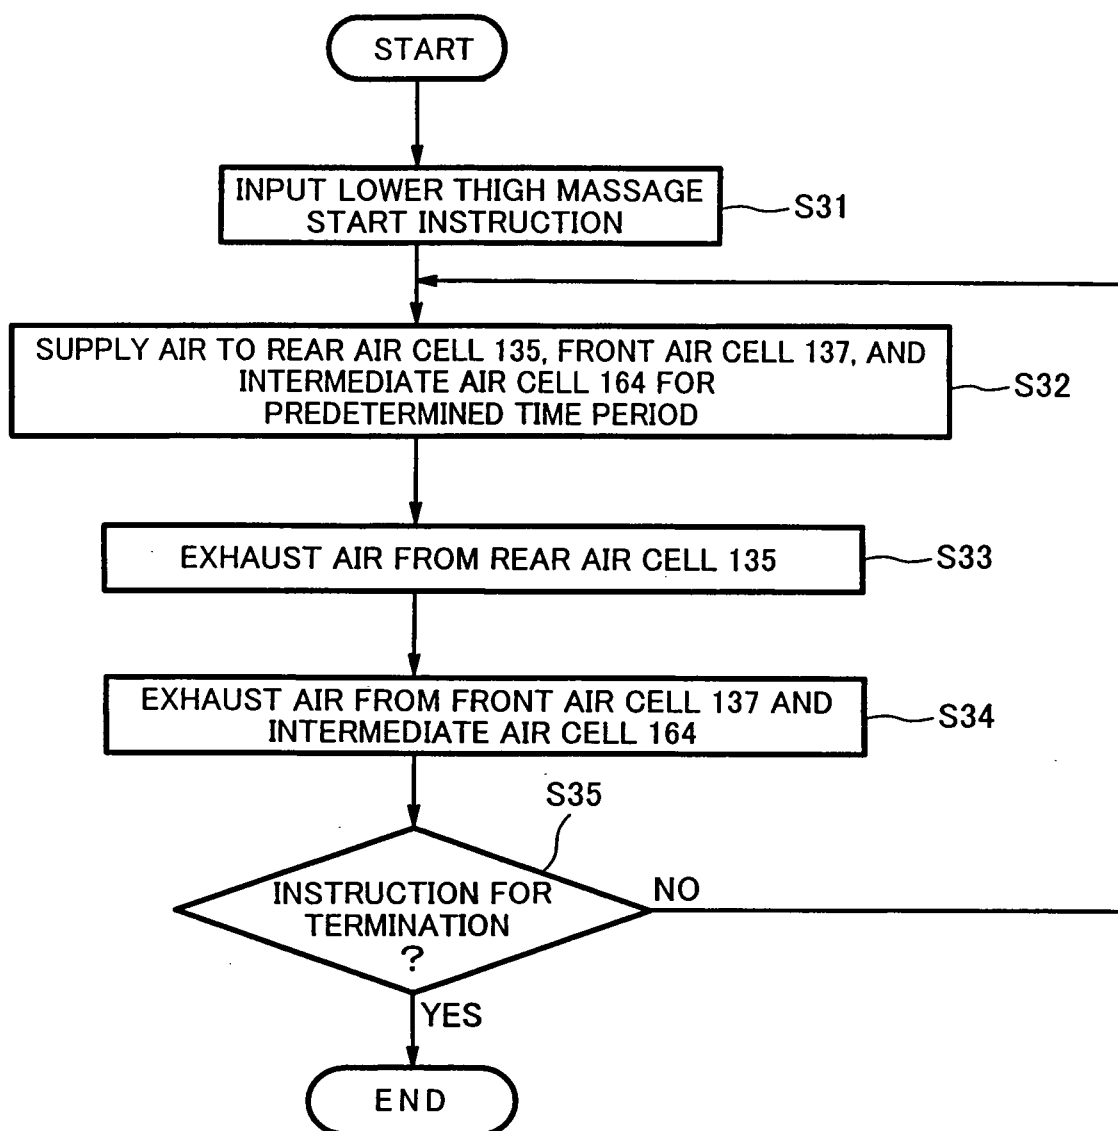 START
INPUT LOWER THIGH MASSAGE
START INSTRUCTION
S31
SUPPLY AIR TO REAR AIR CELL 135, FRONT AIR CELL 137, AND
INTERMEDIATE AIR CELL 164 FOR
PREDETERMINED TIME PERIOD
S32
EXHAUST AIR FROM REAR AIR CELL 135
S33
EXHAUST AIR FROM FRONT AIR CELL 137 AND
INTERMEDIATE AIR CELL 164
S34
S35
INSTRUCTION FOR
TERMINATION
?
NO
YES
END